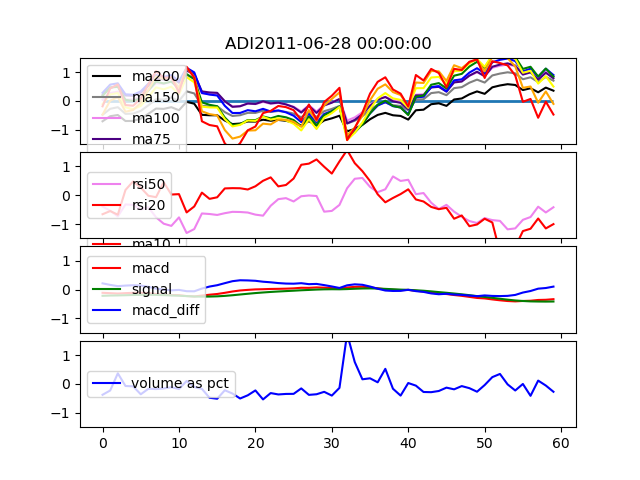 ADI2011-06-28 00:00:00
1
0
−1
ma200
ma150
ma100
ma75
1
0
−1
rsi50
rsi20
ma10
1
0
−1
macd
signal
macd_diff
1
0
−1
volume as pct
0 10 20 30 40 50 60